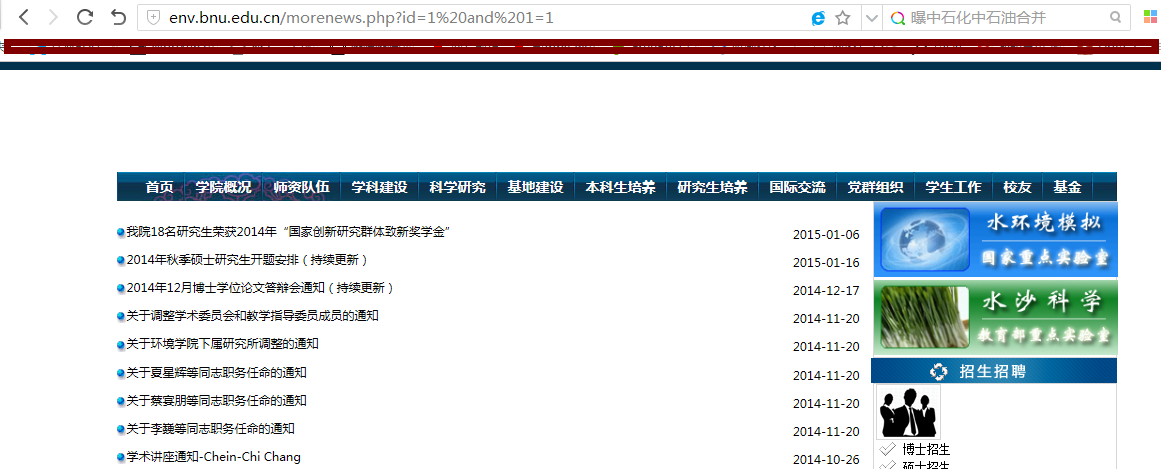 env.bnu.edu.cn/morenews.php?id=1%20and%201=1
曝中石化中石油合并
首页 学院概况 师资队伍 学科建设 科学研究 基地建设 本科生培养 研究生培养 国际交流 党群组织 学生工作 校友 基金
我院18名研究生荣获2014年“国家创新研究群体致新奖学金” 2015-01-06
2014年秋季硕士研究生开题安排（持续更新） 2015-01-16
2014年12月博士学位论文答辩会通知（持续更新） 2014-12-17
关于调整学术委员会和教学指导委员成员的通知 2014-11-20
关于环境学院下属研究所调整的通知 2014-11-20
关于夏星辉等同志职务任命的通知 2014-11-20
关于蔡宴朋等同志职务任命的通知 2014-11-20
关于李巍等同志职务任命的通知 2014-11-20
学术讲座通知-Chein-Chi Chang 2014-10-26
水环境模拟
国家重点实验室
水沙科学
教育部重点实验室
招生招聘
博士招生
硕士招生